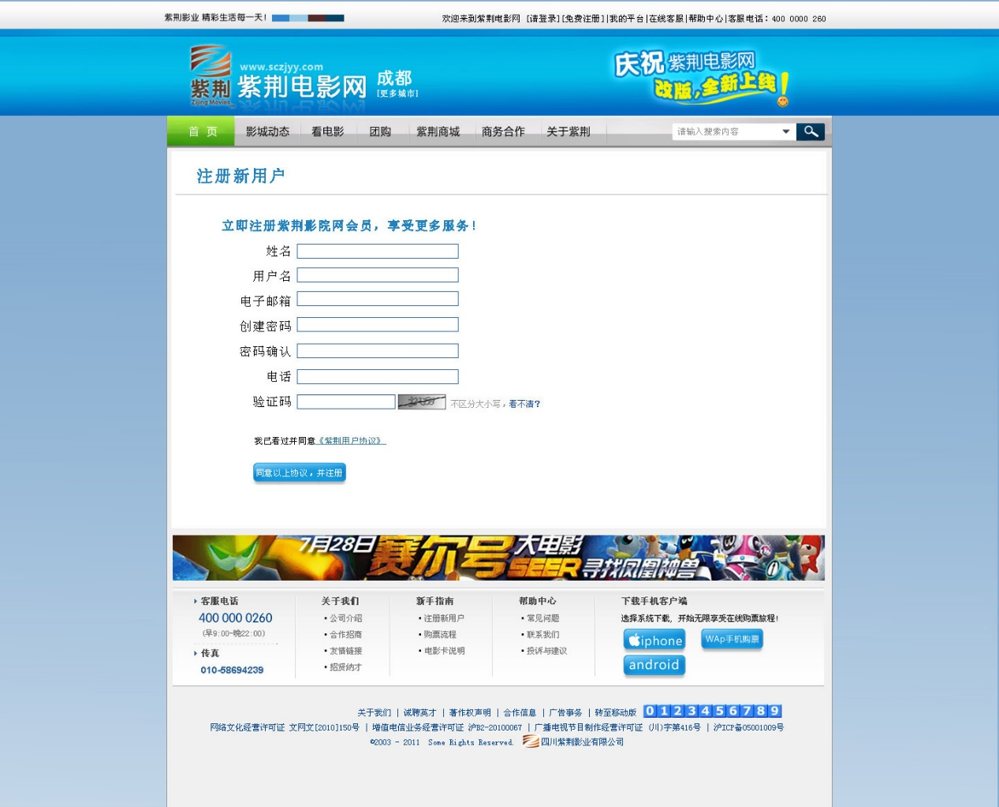 紫荆影业 精彩生活每一天!
欢迎来到紫荆电影网 [请登录][免费注册]|我的平台|在线客服|帮助中心|客服电话：400 0000 260
紫荆
Zijing Movies
www.sczjyy.com
紫荆电影网
成都
[更多城市]
庆祝紫荆电影网
改版,全新上线!
首 页 影城动态 看电影 团购 紫荆商城 商务合作 关于紫荆 请输入搜索内容
注册新用户
立即注册紫荆影院网会员，享受更多服务！
姓名
用户名
电子邮箱
创建密码
密码确认
电话
验证码 不区分大小写，看不清?
我已看过并同意《紫荆用户协议》
同意以上协议，并注册
7月28日 赛尔号 大电影 SEER 寻找凤凰神兽
客服电话
400 000 0260
(早9:00-晚22:00)
传真
010-58694239
关于我们
公司介绍
合作招商
友情链接
招贤纳才
新手指南
注册新用户
购票流程
电影卡说明
帮助中心
常见问题
联系我们
投诉与建议
下载手机客户端
选择系统下载，开始无限享受在线购票旅程!
iphone WAp手机购票
android
关于我们 | 诚聘英才 | 著作权声明 | 合作信息 | 广告事务 | 转至移动版 0 1 2 3 4 5 6 7 8 9
网络文化经营许可证 文网文[2010]150号 | 增值电信业务经营许可证 沪B2-20100067 | 广播电视节目制作经营许可证 (川)字第416号 | 沪ICP备05001009号
©2003 - 2011 Some Rights Reserved. 四川紫荆影业有限公司